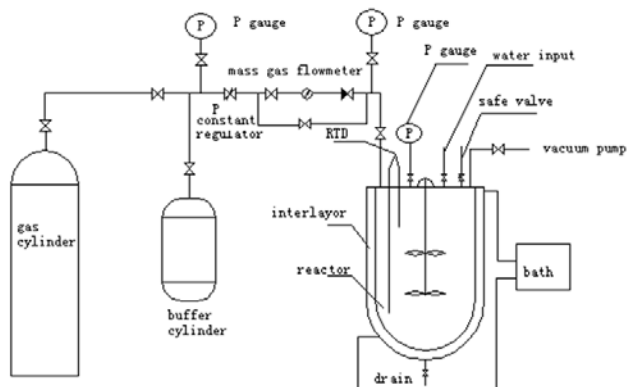 P P gauge
P P gauge
P gauge
water input
mass gas flowmeter
safe valve
P
constant
regulator
P
RTD
vacuum pump
interlayor
gas
cylinder
reactor
bath
buffer
cylinder
drain